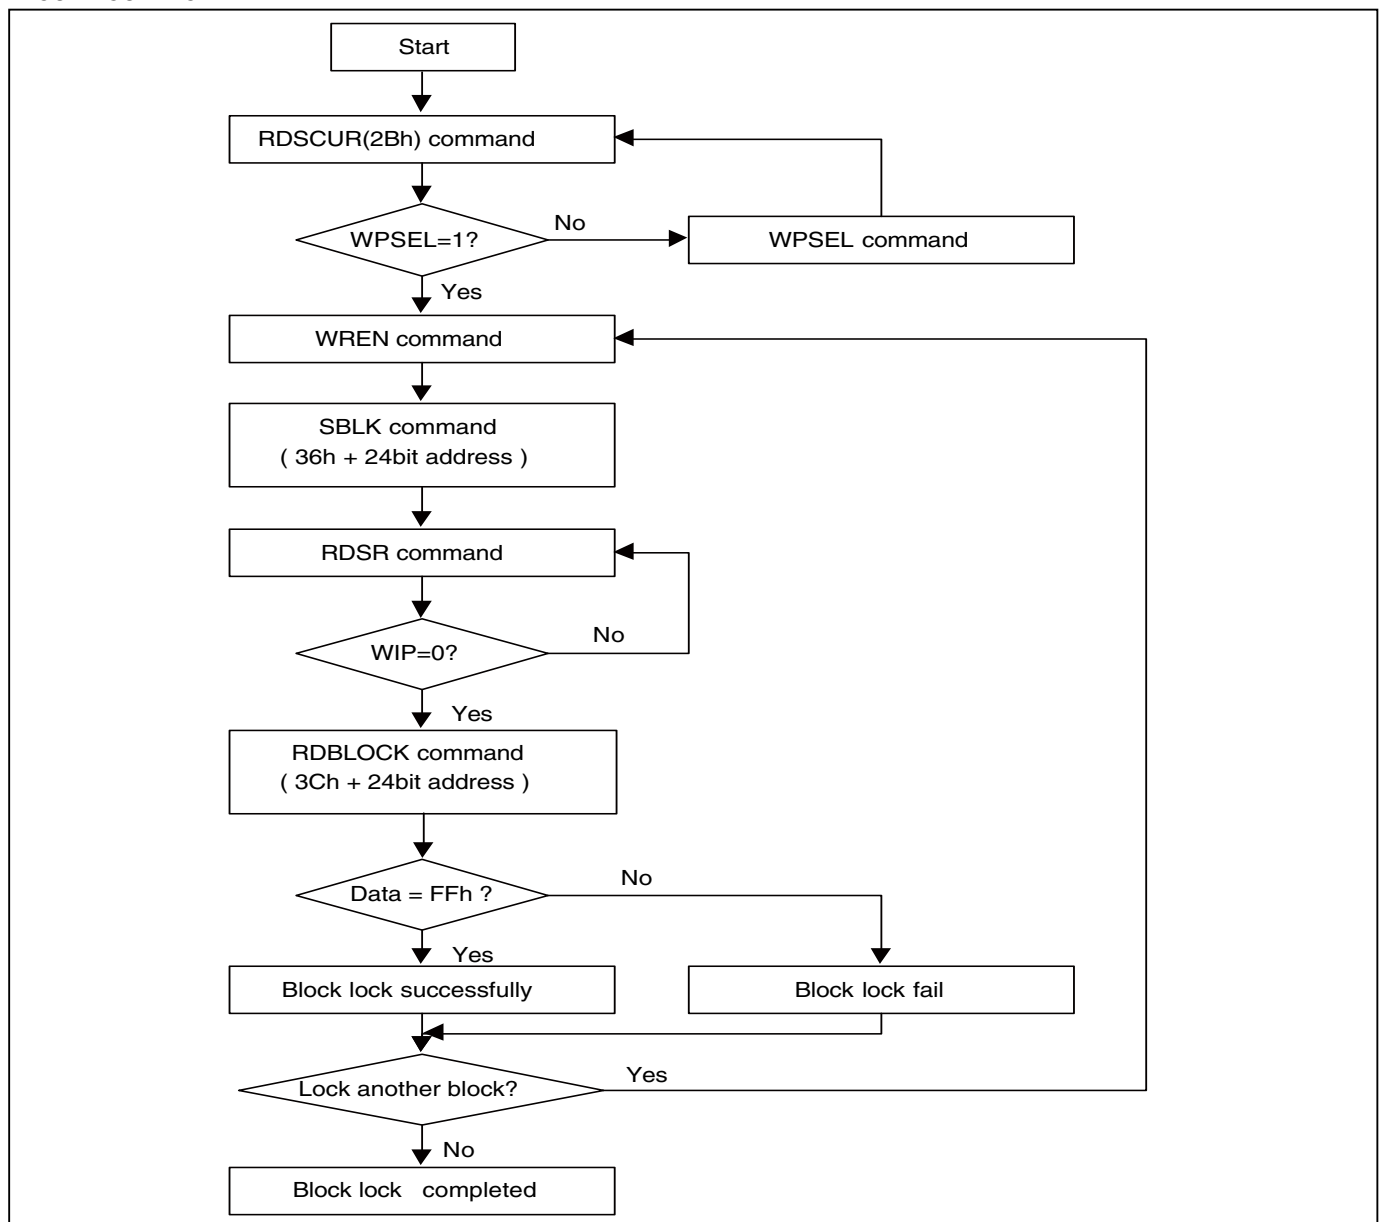 Start
RDSCUR(2Bh) command
WPSEL=1?
No
WPSEL command
Yes
WREN command
SBLK command
( 36h + 24bit address )
RDSR command
WIP=0?
No
Yes
RDBLOCK command
( 3Ch + 24bit address )
Data = FFh ?
No
Yes
Block lock successfully
Block lock fail
Lock another block?
Yes
No
Block lock completed